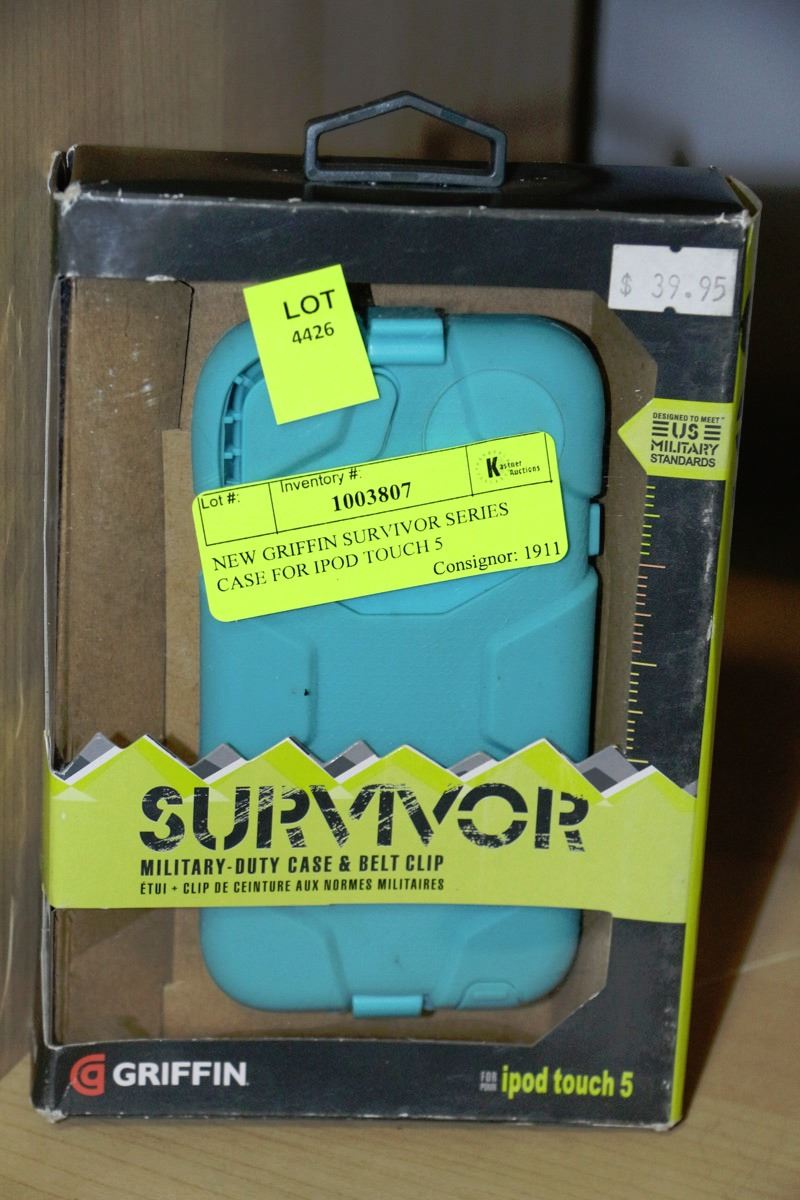 $ 39.95
LOT
4426
DESIGNED TO MEET
US
MILITARY
STANDARDS
Lot #:
Inventory #:
1003807
Kastner
Auctions
NEW GRIFFIN SURVIVOR SERIES
CASE FOR IPOD TOUCH 5
Consignor: 1911
SURVIVOR
MILITARY-DUTY CASE & BELT CLIP
ÉTUI + CLIP DE CEINTURE AUX NORMES MILITAIRES
GRIFFIN
FOR
POUR
ipod touch 5